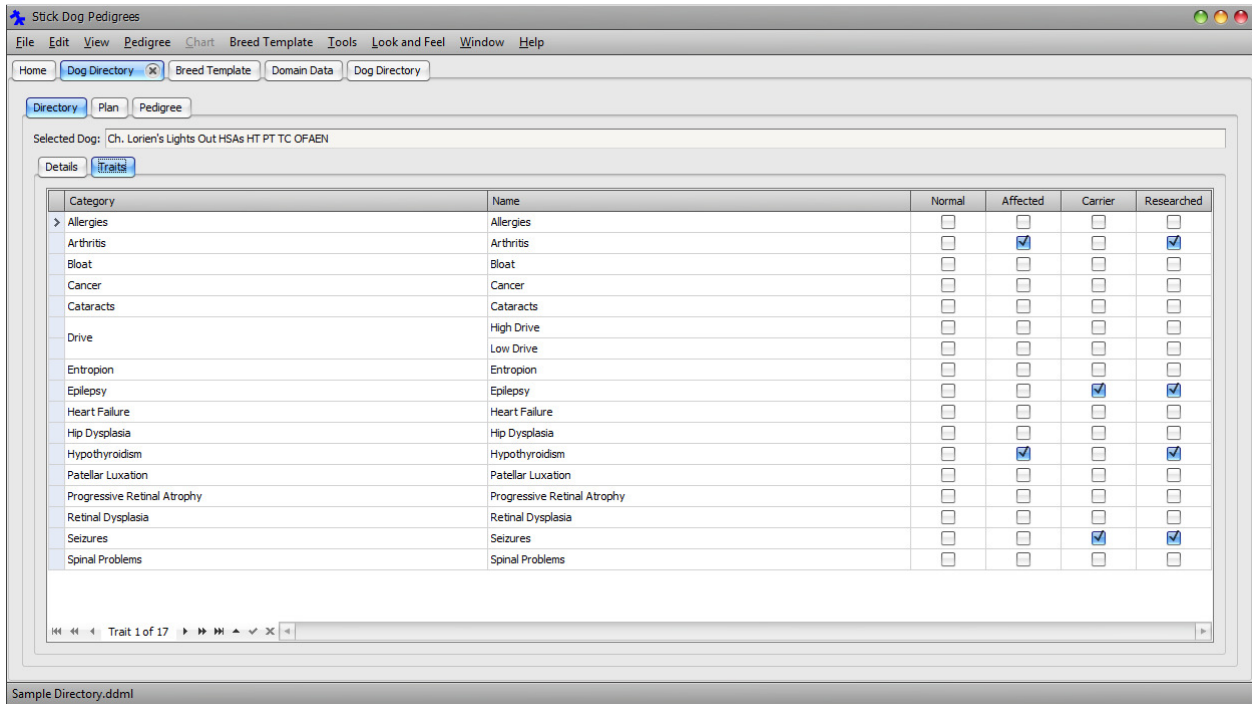 Stick Dog Pedigrees
File Edit View Pedigree Chart Breed Template Tools Look and Feel Window Help
Home Dog Directory Breed Template Domain Data Dog Directory
Directory Plan Pedigree
Selected Dog: Ch. Lorien's Lights Out HSAs HT PT TC OFAEN
Details Traits
Category Name Normal Affected Carrier Researched
Allergies Allergies
Arthritis Arthritis
Bloat Bloat
Cancer Cancer
Cataracts Cataracts
Drive High Drive
Low Drive
Entropion Entropion
Epilepsy Epilepsy
Heart Failure Heart Failure
Hip Dysplasia Hip Dysplasia
Hypothyroidism Hypothyroidism
Patellar Luxation Patellar Luxation
Progressive Retinal Atrophy Progressive Retinal Atrophy
Retinal Dysplasia Retinal Dysplasia
Seizures Seizures
Spinal Problems Spinal Problems
Trait 1 of 17
Sample Directory.ddml